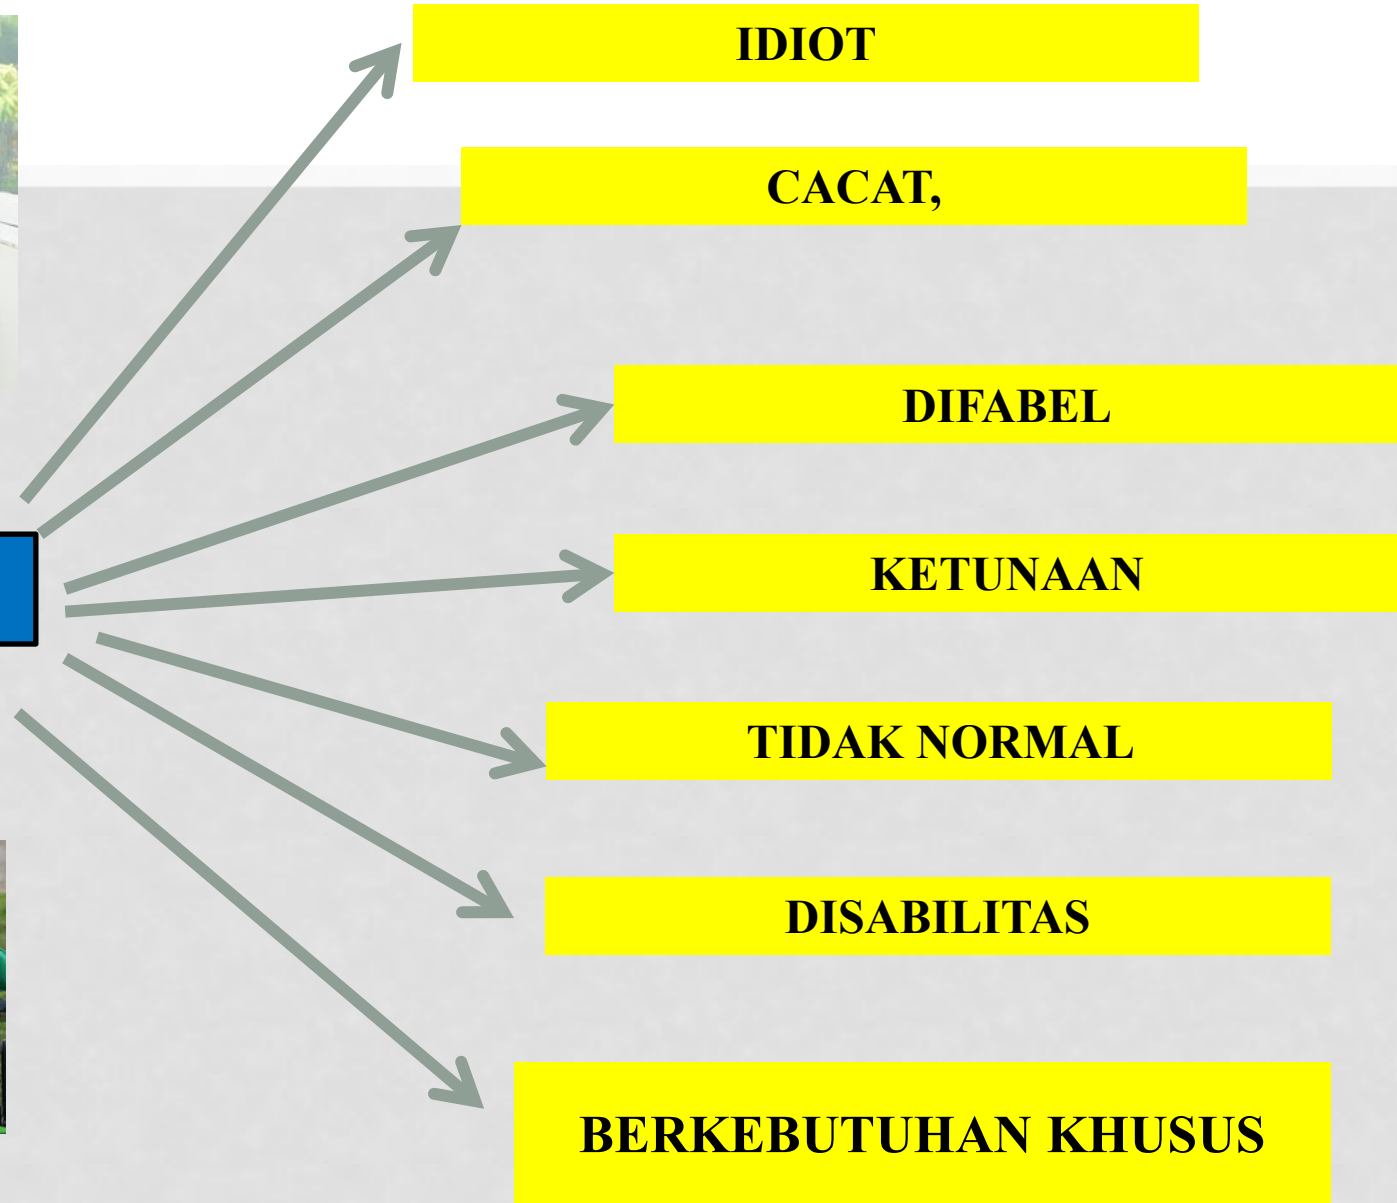 IDIOT
CACAT,
DIFABEL
KETUNAAN
TIDAK NORMAL
DISABILITAS
BERKEBUTUHAN KHUSUS